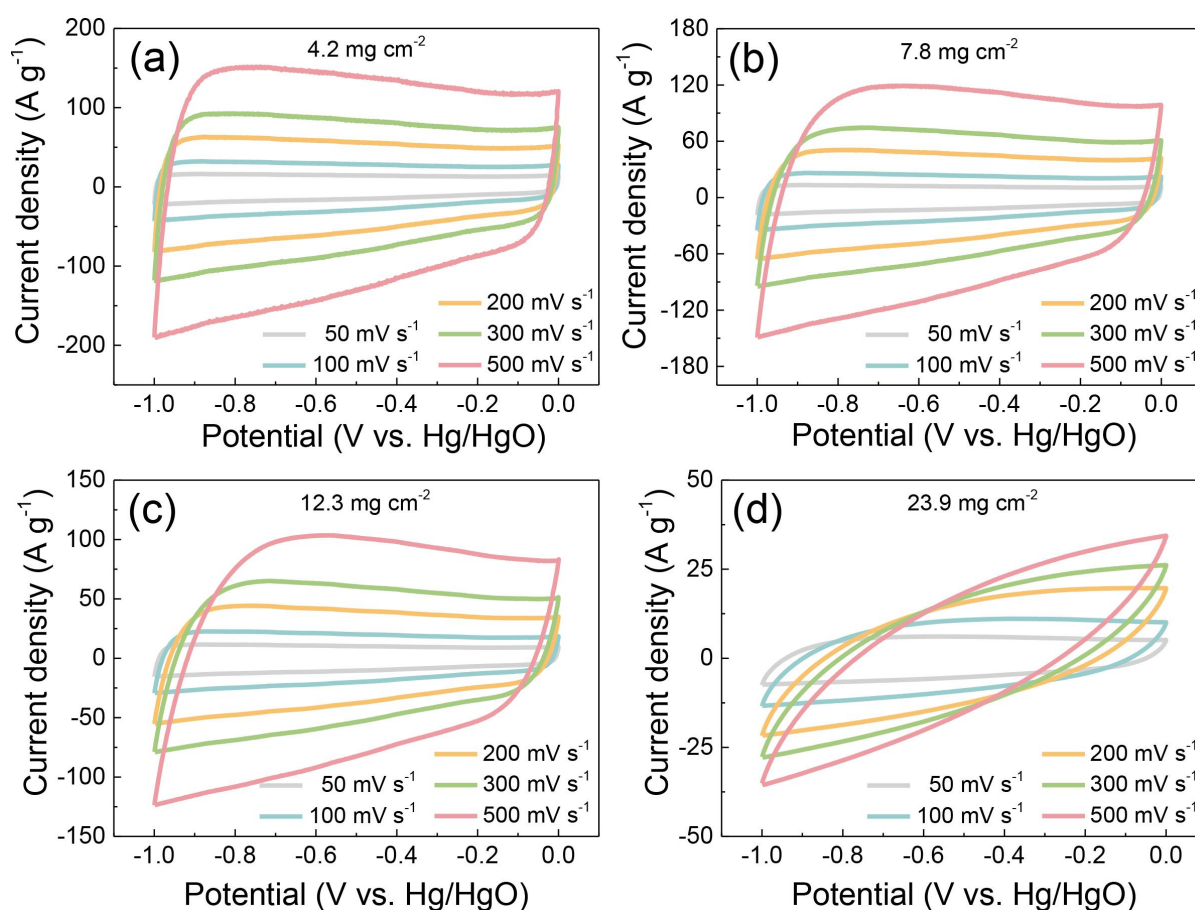 (a)
4.2 mg cm⁻²
200
100
0
-100
-200
Current density (A g⁻¹)
50 mV s⁻¹
100 mV s⁻¹
200 mV s⁻¹
300 mV s⁻¹
500 mV s⁻¹
-1.0 -0.8 -0.6 -0.4 -0.2 0.0
Potential (V vs. Hg/HgO)
(b)
7.8 mg cm⁻²
180
120
60
0
-60
-120
-180
Current density (A g⁻¹)
50 mV s⁻¹
100 mV s⁻¹
200 mV s⁻¹
300 mV s⁻¹
500 mV s⁻¹
-1.0 -0.8 -0.6 -0.4 -0.2 0.0
Potential (V vs. Hg/HgO)
(c)
12.3 mg cm⁻²
150
100
50
0
-50
-100
-150
Current density (A g⁻¹)
50 mV s⁻¹
100 mV s⁻¹
200 mV s⁻¹
300 mV s⁻¹
500 mV s⁻¹
-1.0 -0.8 -0.6 -0.4 -0.2 0.0
Potential (V vs. Hg/HgO)
(d)
23.9 mg cm⁻²
50
25
0
-25
-50
Current density (A g⁻¹)
50 mV s⁻¹
100 mV s⁻¹
200 mV s⁻¹
300 mV s⁻¹
500 mV s⁻¹
-1.0 -0.8 -0.6 -0.4 -0.2 0.0
Potential (V vs. Hg/HgO)